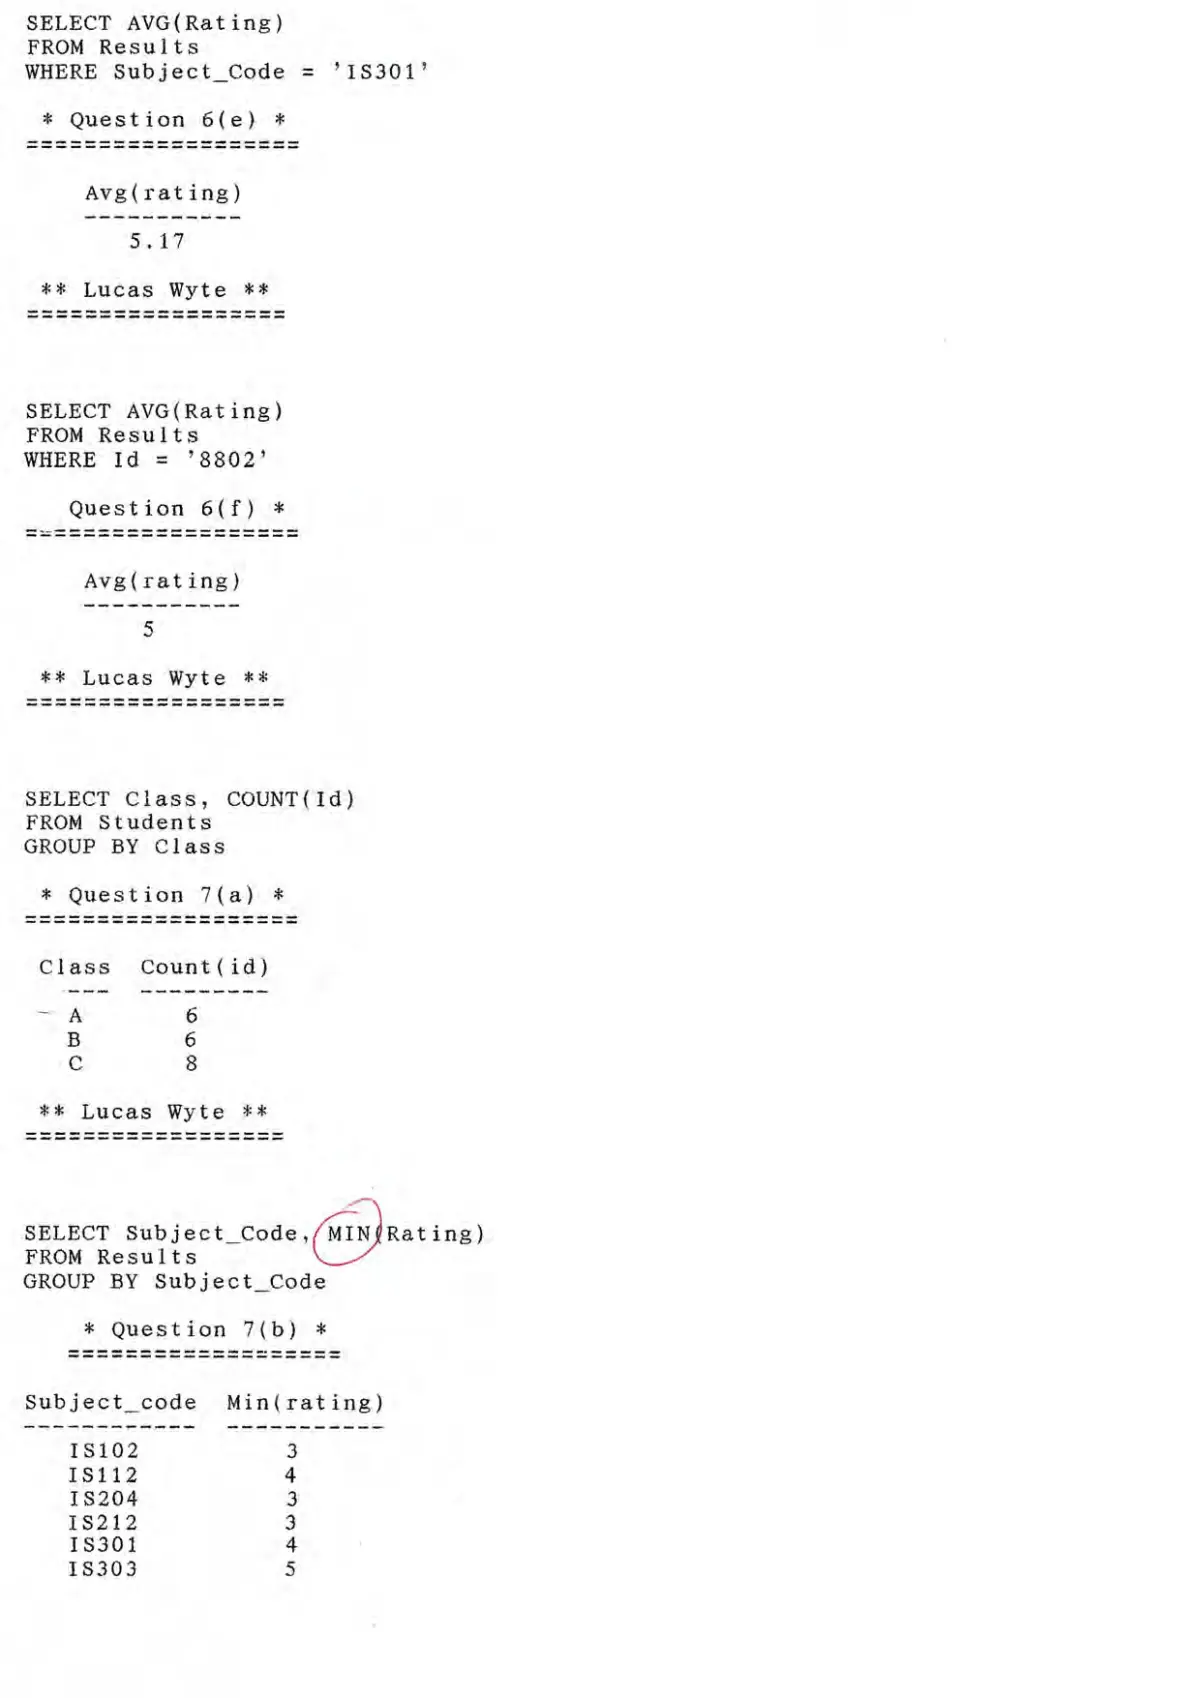 SELECT AVG(Rating)
FROM Results
WHERE Subject_Code = 'IS301'
* Question 6(e) *
===================
Avg(rating)
-----------
5.17
** Lucas Wyte **
==================
SELECT AVG(Rating)
FROM Results
WHERE Id = '8802'
Question 6(f) *
===================
Avg(rating)
-----------
5
** Lucas Wyte **
==================
SELECT Class, COUNT(Id)
FROM Students
GROUP BY Class
* Question 7(a) *
===================
Class Count(id)
--- ---------
A 6
B 6
C 8
** Lucas Wyte **
==================
SELECT Subject_Code, MIN(Rating)
FROM Results
GROUP BY Subject_Code
* Question 7(b) *
===================
Subject_code Min(rating)
------------ -----------
IS102 3
IS112 4
IS204 3
IS212 3
IS301 4
IS303 5